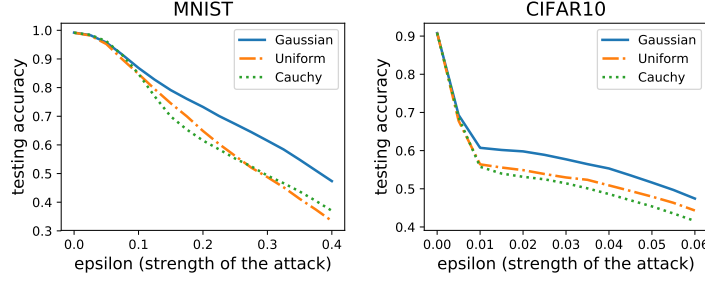 MNIST
testing accuracy
1.0
0.9
0.8
0.7
0.6
0.5
0.4
0.3
0.0
0.1
0.2
0.3
0.4
epsilon (strength of the attack)
Gaussian
Uniform
Cauchy
CIFAR10
testing accuracy
0.9
0.8
0.7
0.6
0.5
0.4
0.00
0.01
0.02
0.03
0.04
0.05
0.06
epsilon (strength of the attack)
Gaussian
Uniform
Cauchy